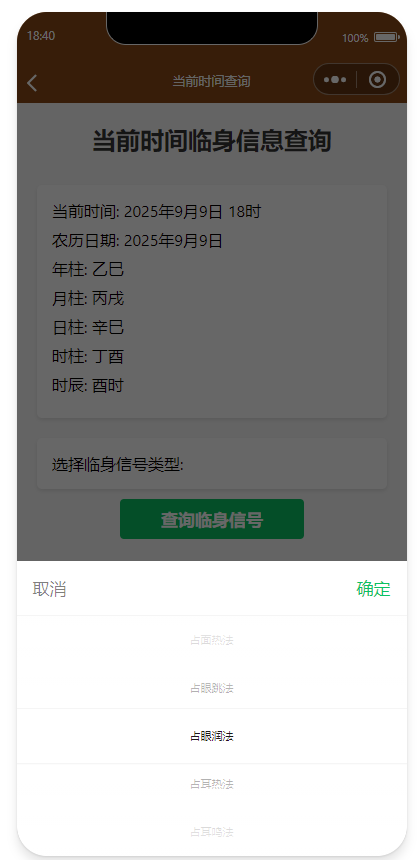 18:40
100%
当前时间查询
当前时间临身信息查询
当前时间: 2025年9月9日 18时
农历日期: 2025年9月9日
年柱: 乙巳
月柱: 丙戌
日柱: 辛巳
时柱: 丁酉
时辰: 酉时
选择临身信号类型:
查询临身信号
取消
确定
占面热法
占眼跳法
占眼润法
占耳热法
占耳鸣法